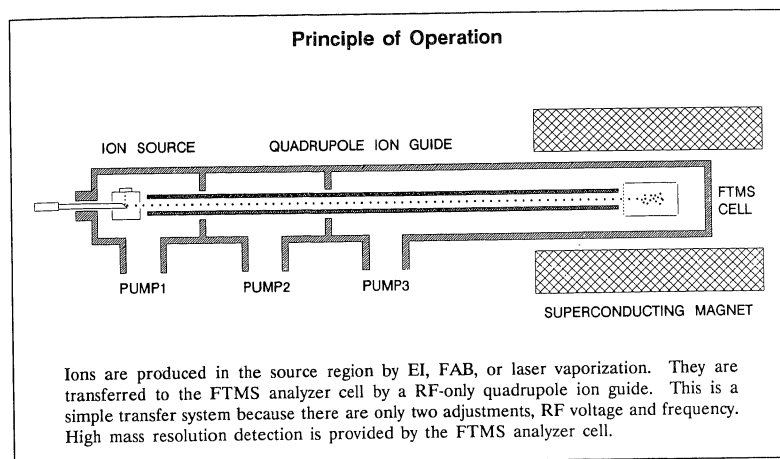 Principle of Operation
ION SOURCE
QUADRUPOLE ION GUIDE
FTMS
CELL
PUMP1
PUMP2
PUMP3
SUPERCONDUCTING MAGNET
Ions are produced in the source region by EI, FAB, or laser vaporization. They are
transferred to the FTMS analyzer cell by a RF-only quadrupole ion guide. This is a
simple transfer system because there are only two adjustments, RF voltage and frequency.
High mass resolution detection is provided by the FTMS analyzer cell.